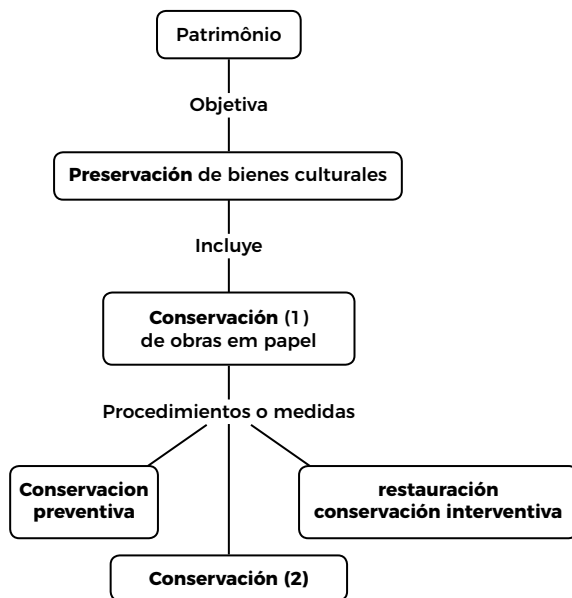 Patrimônio
Objetiva
Preservación de bienes culturales
Incluye
Conservación (1)
de obras em papel
Procedimientos o medidas
Conservacion
preventiva
restauración
conservación interventiva
Conservación (2)